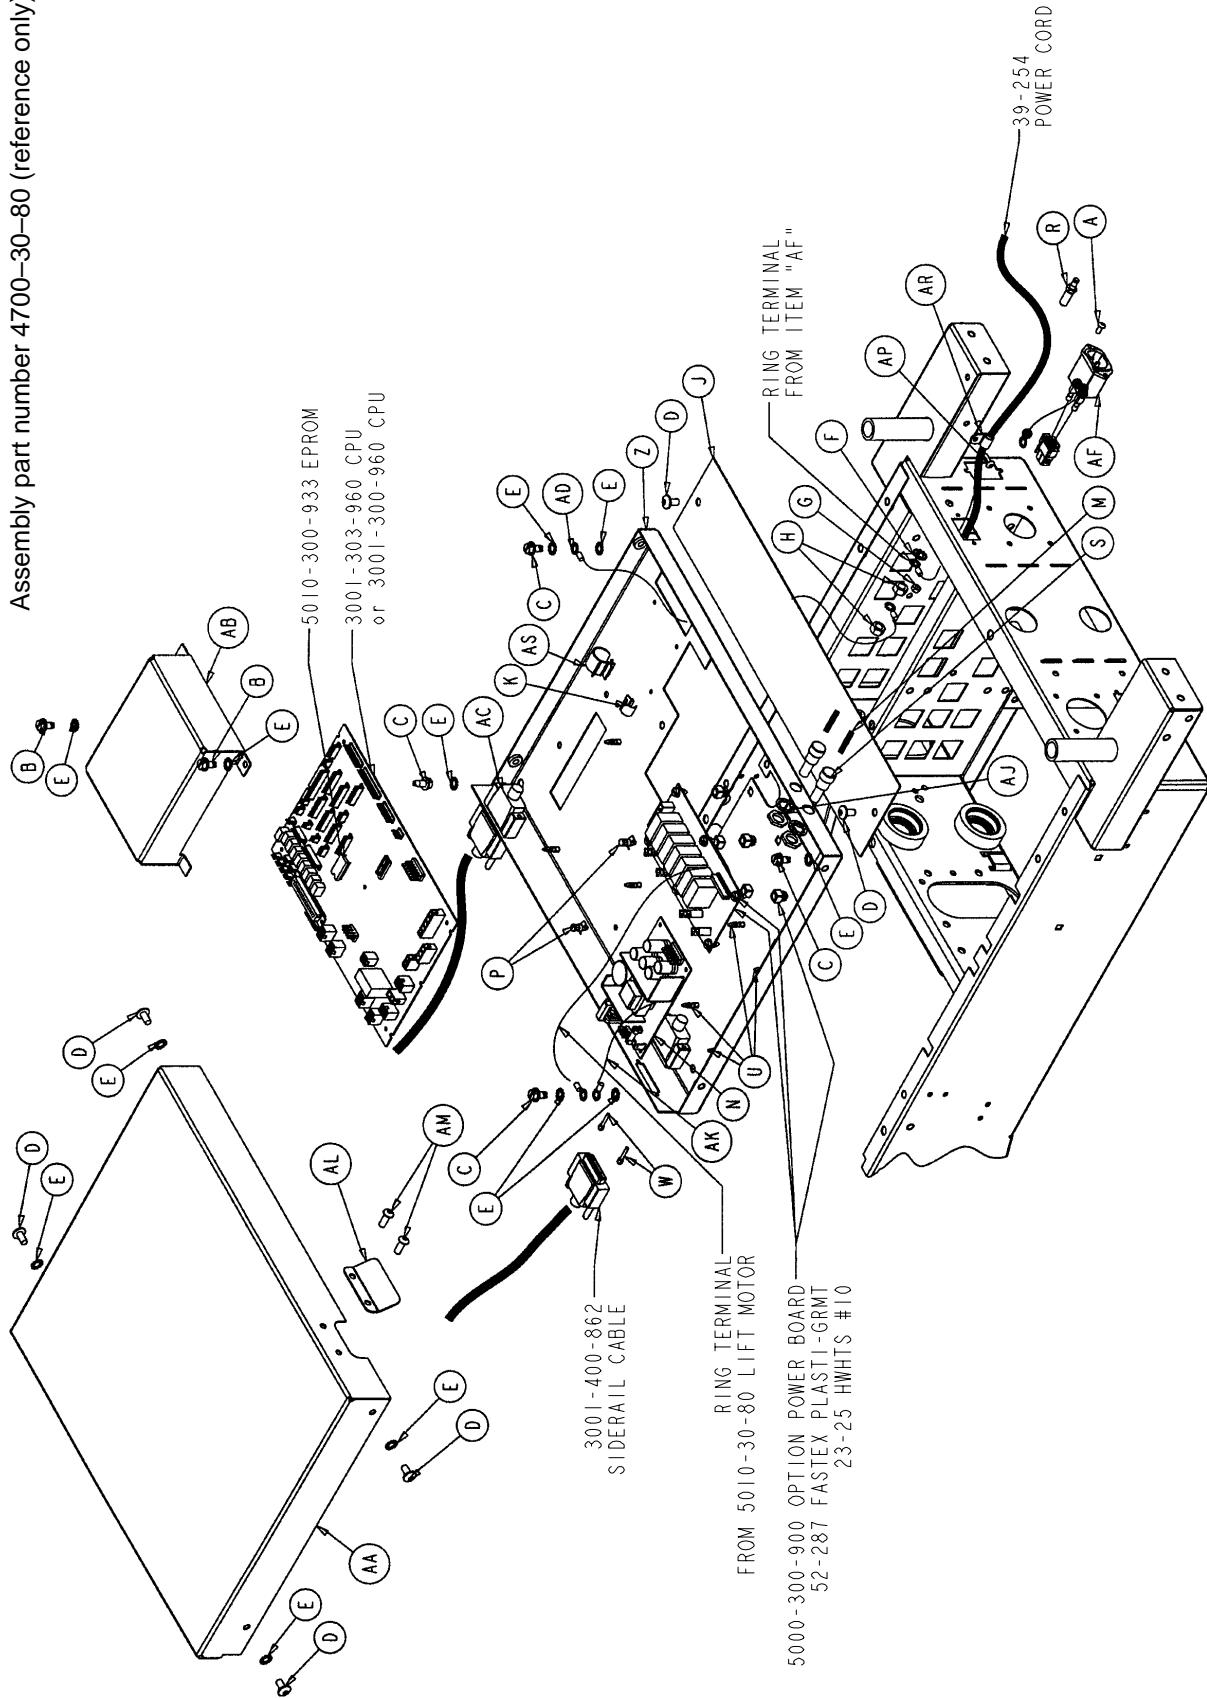 Assembly part number 4700–30–80 (reference only)
B
E
AB
B
E
5010-300-933 EPROM
3001-303-960 CPU
or 3001-300-960 CPU
39-254
POWER CORD
RING TERMINAL
FROM ITEM "AF"
R
A
AR
AP
AF
J
D
Z
E
AD
E
C
F
G
H
AS
K
AC
C
E
M
S
AJ
D
E
C
P
U
N
AK
D
E
D
E
AL
AM
C
E
W
3001-400-862
SIDERAIL CABLE
RING TERMINAL
FROM 5010-30-80 LIFT MOTOR
5000-300-900 OPTION POWER BOARD
52-287 FASTEX PLASTI-GRMT
23-25 HWHTS #10
E
D
AA
E
D